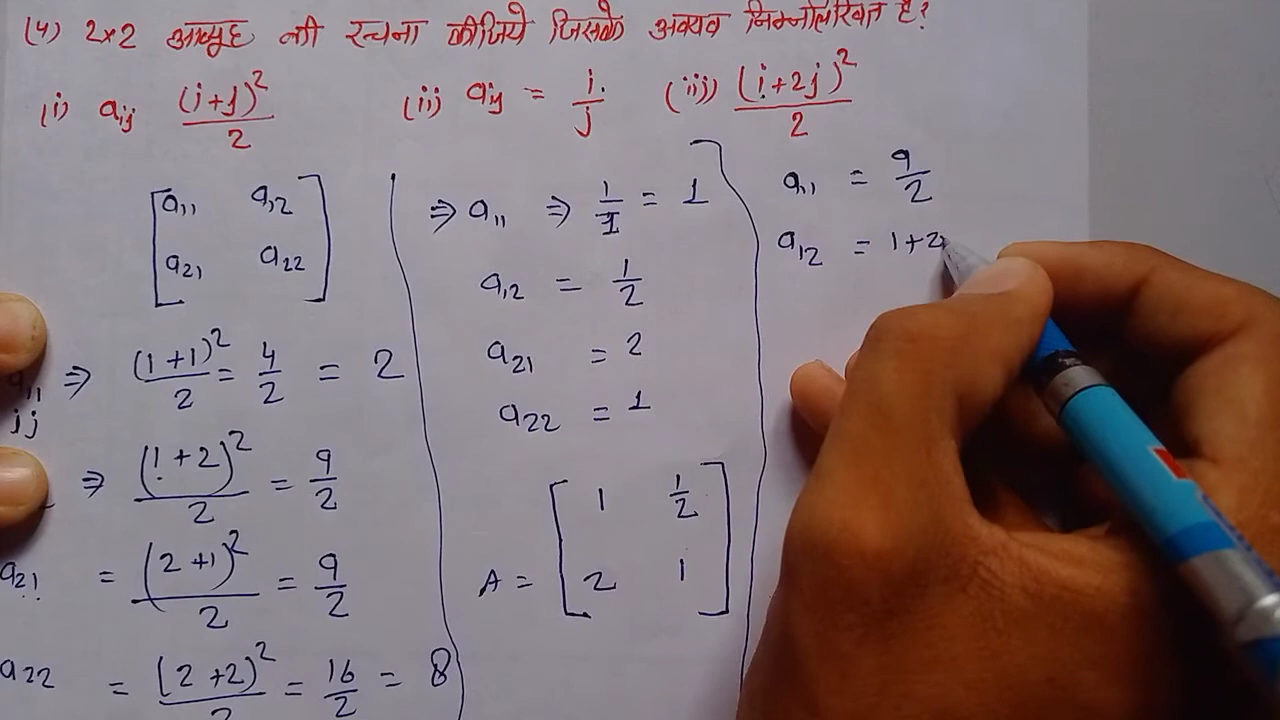 (4) 2×2 आव्यूह की रचना कीजिये जिसके अवयव निम्नलिखित है?
(i) aij (i+j)²/2 (ii) aij = i/j (iii) (i+2j)²/2
[a11 a12
a21 a22]
a11 ⇒ (1+1)²/2 = 4/2 = 2
ij
⇒ (1+2)²/2 = 9/2
a21 = (2+1)²/2 = 9/2
a22 = (2+2)²/2 = 16/2 = 8
⇒ a11 ⇒ 1/1 = 1
a12 = 1/2
a21 = 2
a22 = 1
A = [1 1/2
2 1]
a11 = 9/2
a12 = 1+2